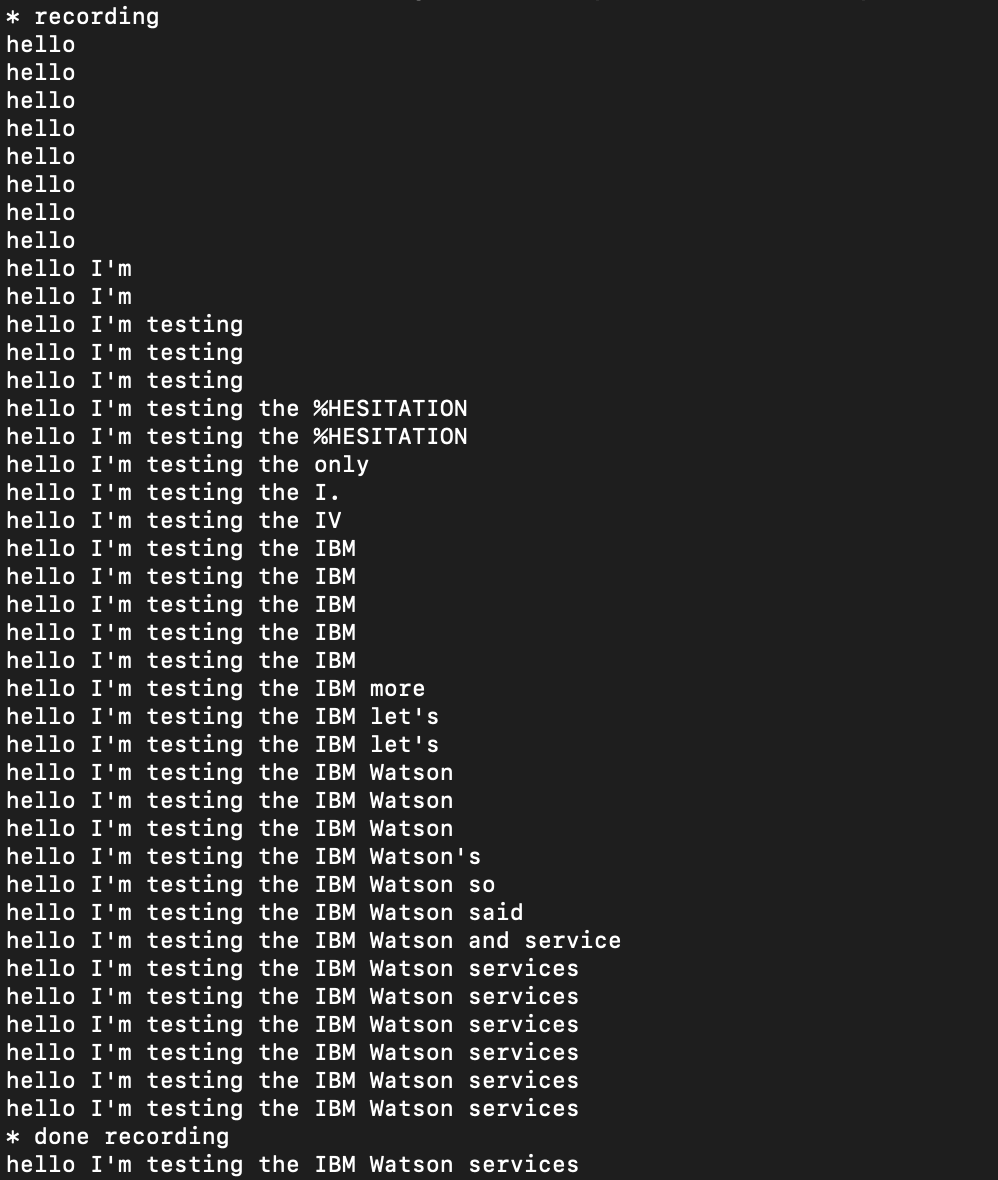 * recording
hello
hello
hello
hello
hello
hello
hello
hello
hello I'm
hello I'm
hello I'm testing
hello I'm testing
hello I'm testing
hello I'm testing the %HESITATION
hello I'm testing the %HESITATION
hello I'm testing the only
hello I'm testing the I.
hello I'm testing the IV
hello I'm testing the IBM
hello I'm testing the IBM
hello I'm testing the IBM
hello I'm testing the IBM
hello I'm testing the IBM
hello I'm testing the IBM more
hello I'm testing the IBM let's
hello I'm testing the IBM let's
hello I'm testing the IBM Watson
hello I'm testing the IBM Watson
hello I'm testing the IBM Watson
hello I'm testing the IBM Watson's
hello I'm testing the IBM Watson so
hello I'm testing the IBM Watson said
hello I'm testing the IBM Watson and service
hello I'm testing the IBM Watson services
hello I'm testing the IBM Watson services
hello I'm testing the IBM Watson services
hello I'm testing the IBM Watson services
hello I'm testing the IBM Watson services
hello I'm testing the IBM Watson services
* done recording
hello I'm testing the IBM Watson services